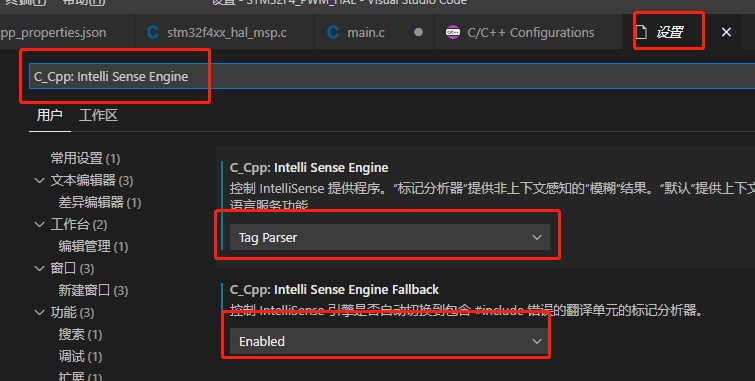 设置 - STM32F4_PWM_HAL - Visual Studio Code
pp_properties.json
C stm32f4xx_hal_msp.c
C main.c
C/C++ Configurations
设置
C_Cpp: Intelli Sense Engine
用户 工作区
常用设置 (1)
文本编辑器 (3)
差异编辑器 (1)
工作台 (2)
编辑管理 (1)
窗口 (3)
新建窗口 (3)
功能 (3)
搜索 (1)
调试 (1)
扩展 (1)
C_Cpp: Intelli Sense Engine
控制 IntelliSense 提供程序。“标记分析器”提供非上下文感知的“模糊”结果。“默认”提供上下文
语言服务功能
Tag Parser
C_Cpp: Intelli Sense Engine Fallback
控制 IntelliSense 引擎是否自动切换到包含 #include 错误的翻译单元的标记分析器。
Enabled